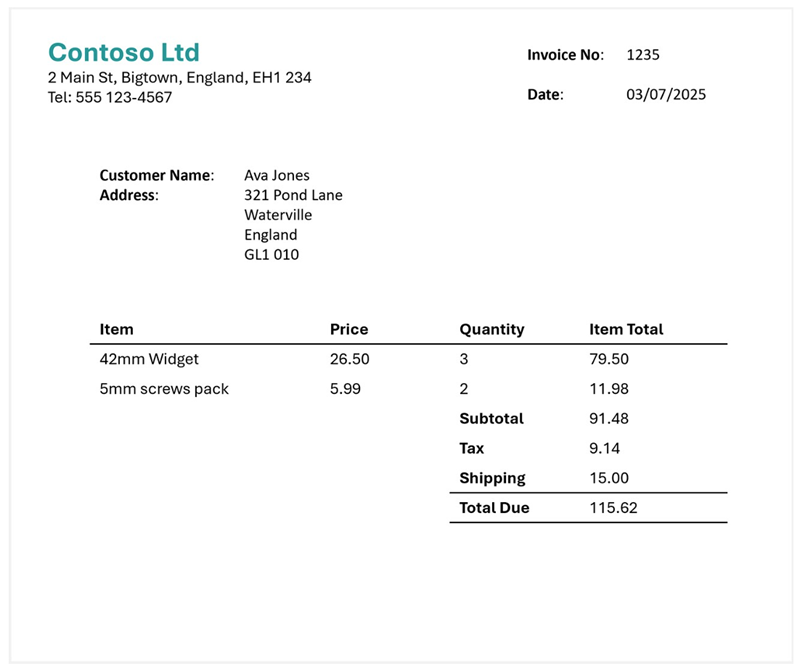 Contoso Ltd
2 Main St, Bigtown, England, EH1 234
Tel: 555 123-4567
Invoice No: 1235
Date: 03/07/2025
Customer Name: Ava Jones
Address: 321 Pond Lane
Waterville
England
GL1 010
Item Price Quantity Item Total
42mm Widget 26.50 3 79.50
5mm screws pack 5.99 2 11.98
Subtotal 91.48
Tax 9.14
Shipping 15.00
Total Due 115.62